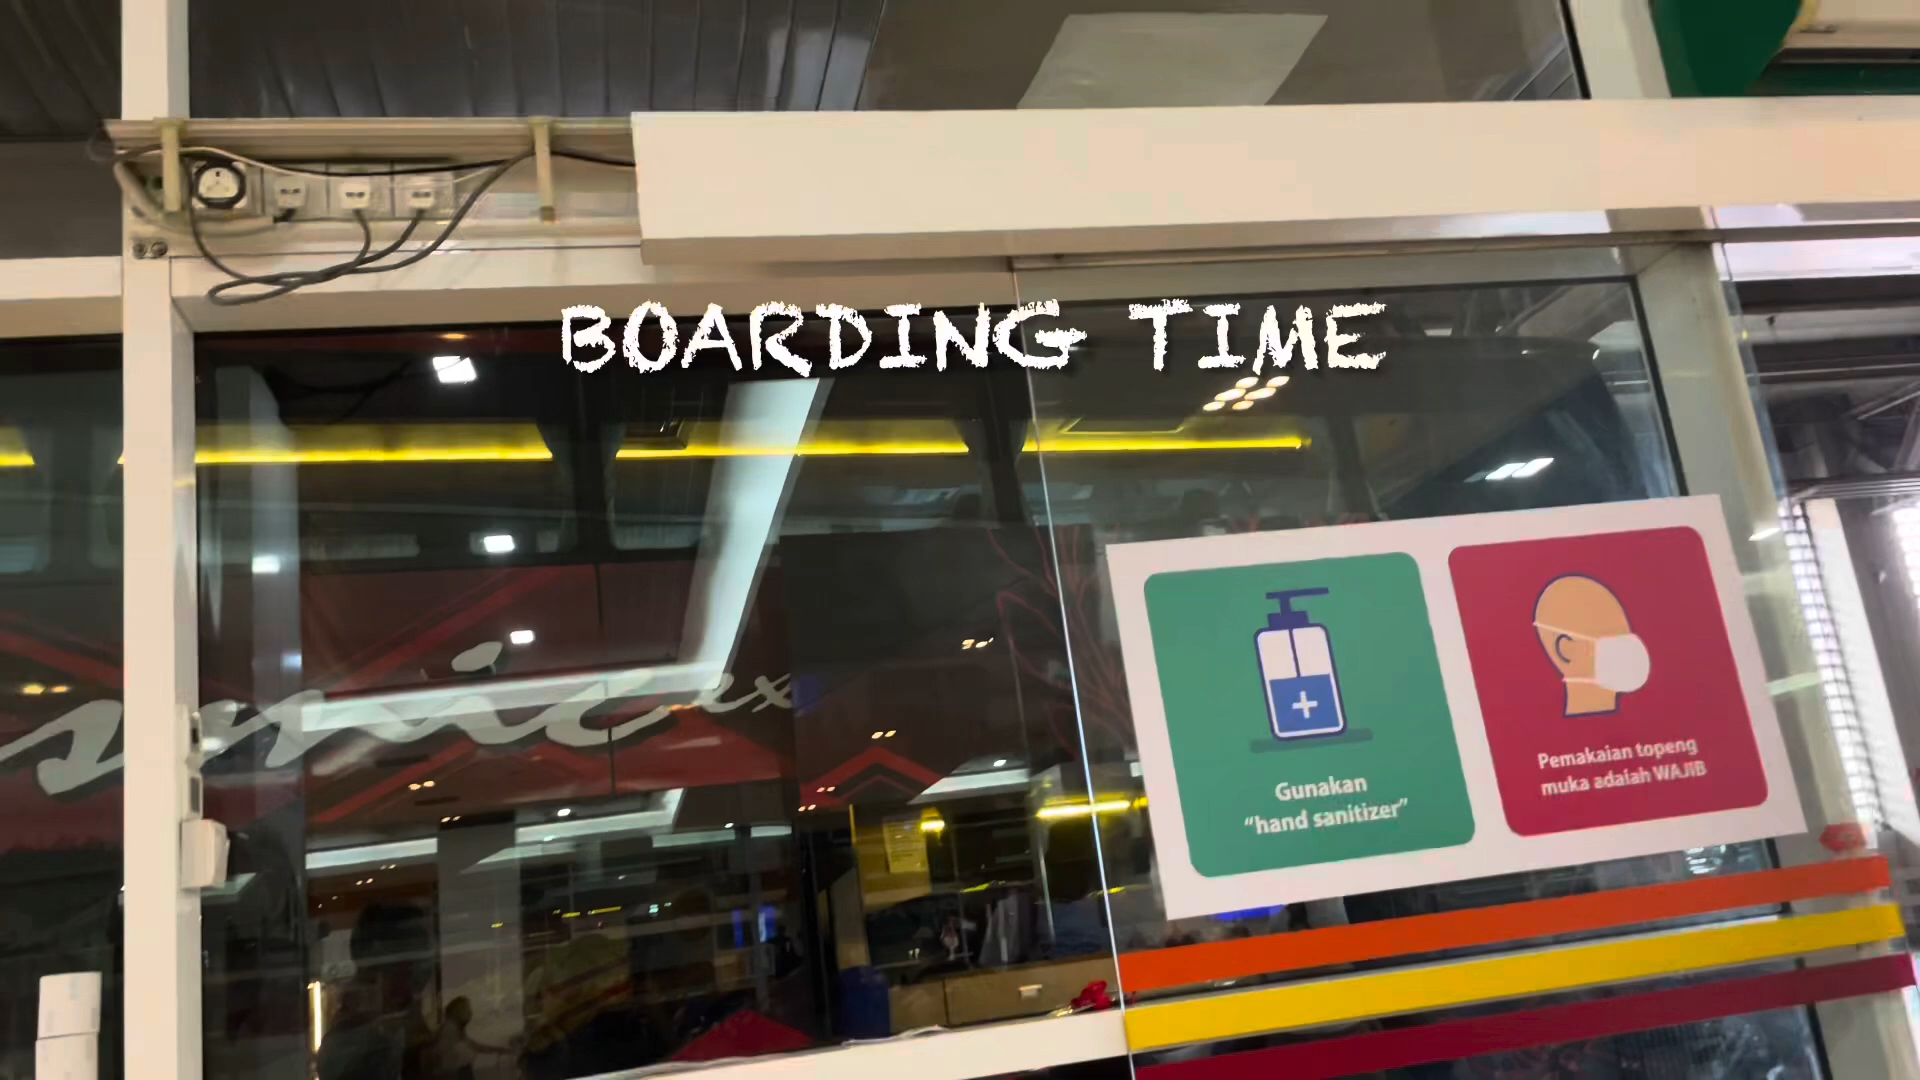 BOARDING TIME
Gunakan
“hand sanitizer”
Pemakaian topeng
muka adalah WAJIB